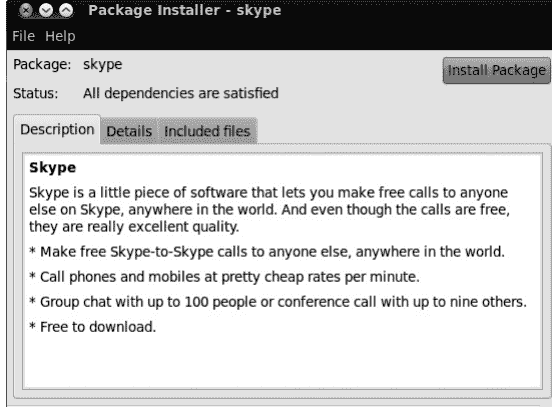 Package Installer - skype
File Help
Package: skype
Install Package
Status: All dependencies are satisfied
Description Details Included files
Skype
Skype is a little piece of software that lets you make free calls to anyone
else on Skype, anywhere in the world. And even though the calls are free,
they are really excellent quality.
* Make free Skype-to-Skype calls to anyone else, anywhere in the world.
* Call phones and mobiles at pretty cheap rates per minute.
* Group chat with up to 100 people or conference call with up to nine others.
* Free to download.